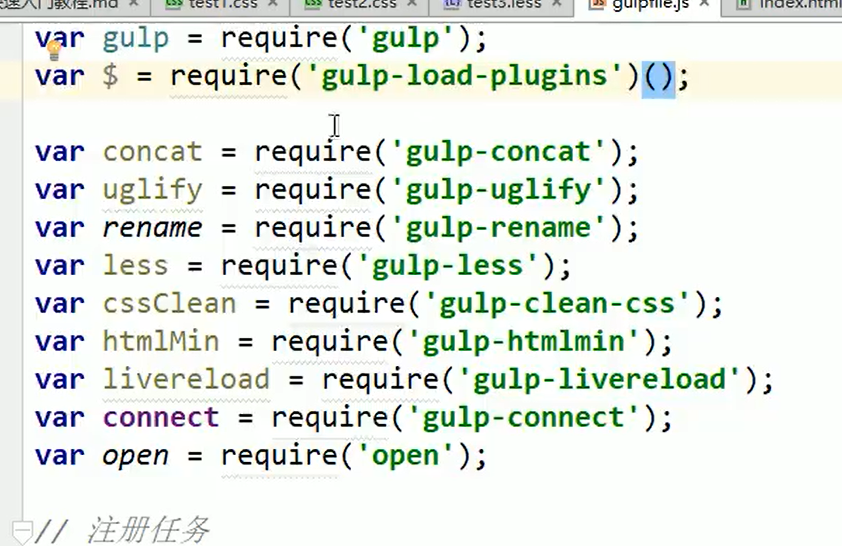 速入门教程.md test1.css test2.css test3.less gulpfile.js index.html
var gulp = require('gulp');
var $ = require('gulp-load-plugins')();
var concat = require('gulp-concat');
var uglify = require('gulp-uglify');
var rename = require('gulp-rename');
var less = require('gulp-less');
var cssClean = require('gulp-clean-css');
var htmlMin = require('gulp-htmlmin');
var livereload = require('gulp-livereload');
var connect = require('gulp-connect');
var open = require('open');
// 注册任务